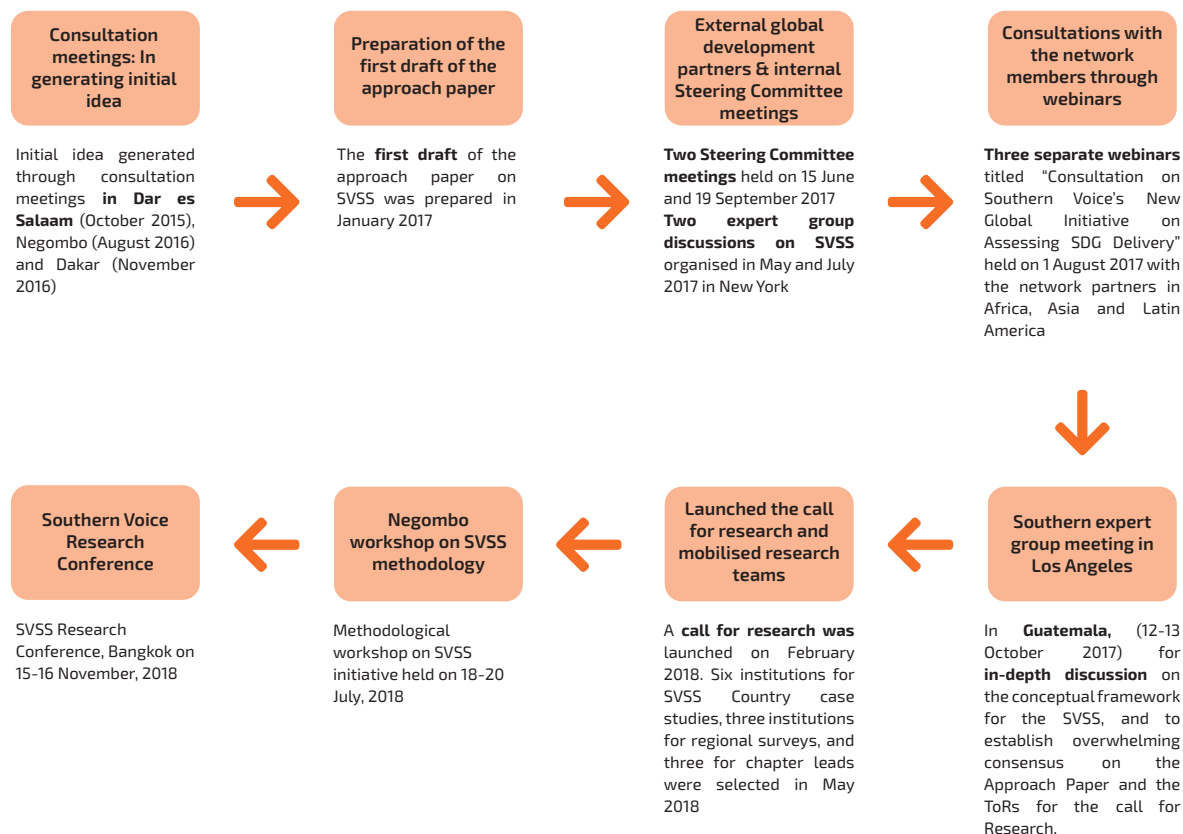 Consultation
meetings: In
generating initial
idea
Initial idea generated
through consultation
meetings in Dar es
Salaam (October 2015),
Negombo (August 2016)
and Dakar (November
2016)
Preparation of the
first draft of the
approach paper
The first draft of the
approach paper on
SVSS was prepared in
January 2017
External global
development
partners & internal
Steering Committee
meetings
Two Steering Committee
meetings held on 15 June
and 19 September 2017
Two expert group
discussions on SVSS
organised in May and July
2017 in New York
Consultations with
the network
members through
webinars
Three separate webinars
titled “Consultation on
Southern Voice’s New
Global Initiative on
Assessing SDG Delivery”
held on 1 August 2017 with
the network partners in
Africa, Asia and Latin
America
Southern expert
group meeting in
Los Angeles
In Guatemala, (12-13
October 2017) for
in-depth discussion on
the conceptual framework
for the SVSS, and to
establish overwhelming
consensus on the
Approach Paper and the
ToRs for the call for
Research.
Launched the call
for research and
mobilised research
teams
A call for research was
launched on February
2018. Six institutions for
SVSS Country case
studies, three institutions
for regional surveys, and
three for chapter leads
were selected in May
2018
Negombo
workshop on SVSS
methodology
Methodological
workshop on SVSS
initiative held on 18-20
July, 2018
Southern Voice
Research
Conference
SVSS Research
Conference, Bangkok on
15-16 November, 2018